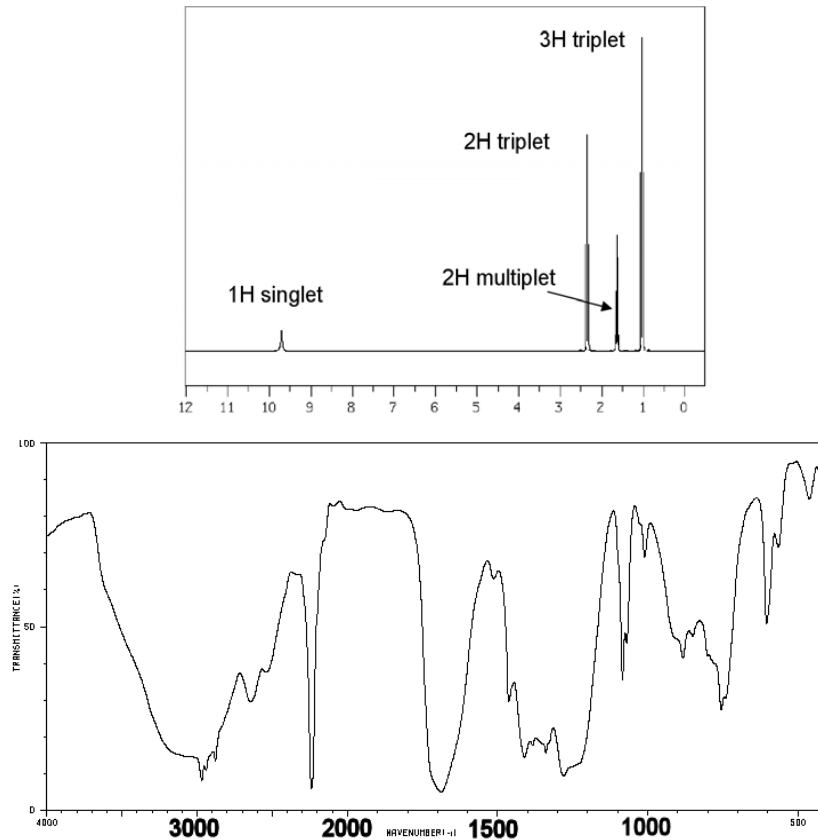 3H triplet
2H triplet
2H multiplet
1H singlet
12 11 10 9 8 7 6 5 4 3 2 1 0
100
50
0
TRANSMITTANCE(%)
4000 3000 2000 1500 1000 500